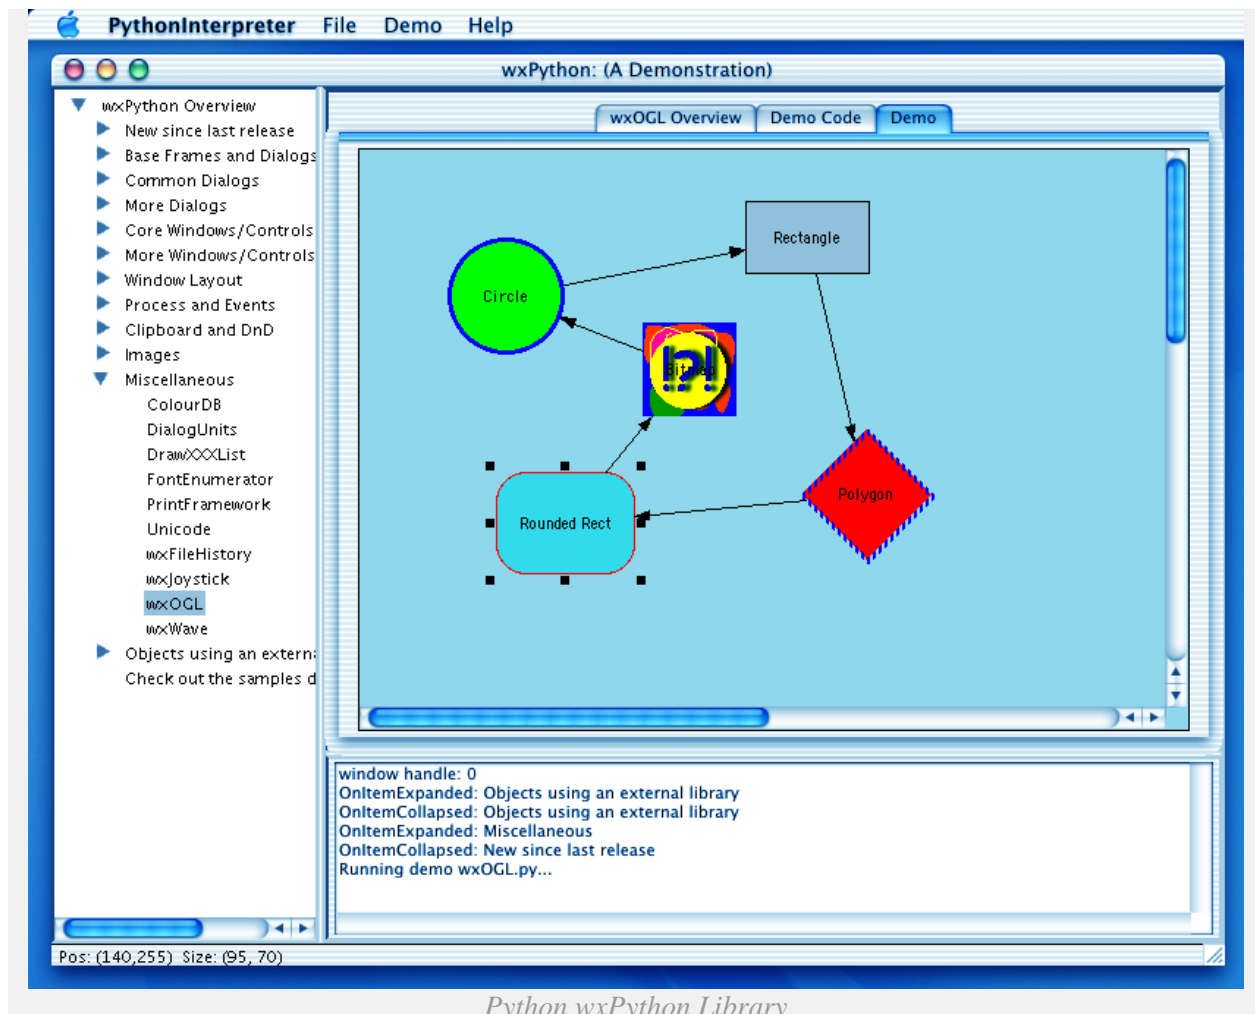 PythonInterpreter File Demo Help
wxPython: (A Demonstration)
wxPython Overview
New since last release
Base Frames and Dialogs
Common Dialogs
More Dialogs
Core Windows/Controls
More Windows/Controls
Window Layout
Process and Events
Clipboard and DnD
Images
Miscellaneous
ColourDB
DialogUnits
DrawXXXList
FontEnumerator
PrintFramework
Unicode
wxFileHistory
wxJoystick
wxOGL
wxWave
Objects using an extern
Check out the samples d
wxOGL Overview Demo Code Demo
Rectangle
Circle
!?!
Bitmap
Polygon
Rounded Rect
window handle: 0
OnItemExpanded: Objects using an external library
OnItemCollapsed: Objects using an external library
OnItemExpanded: Miscellaneous
OnItemCollapsed: New since last release
Running demo wxOGL.py...
Pos: (140,255) Size: (95, 70)
Python wxPython Library